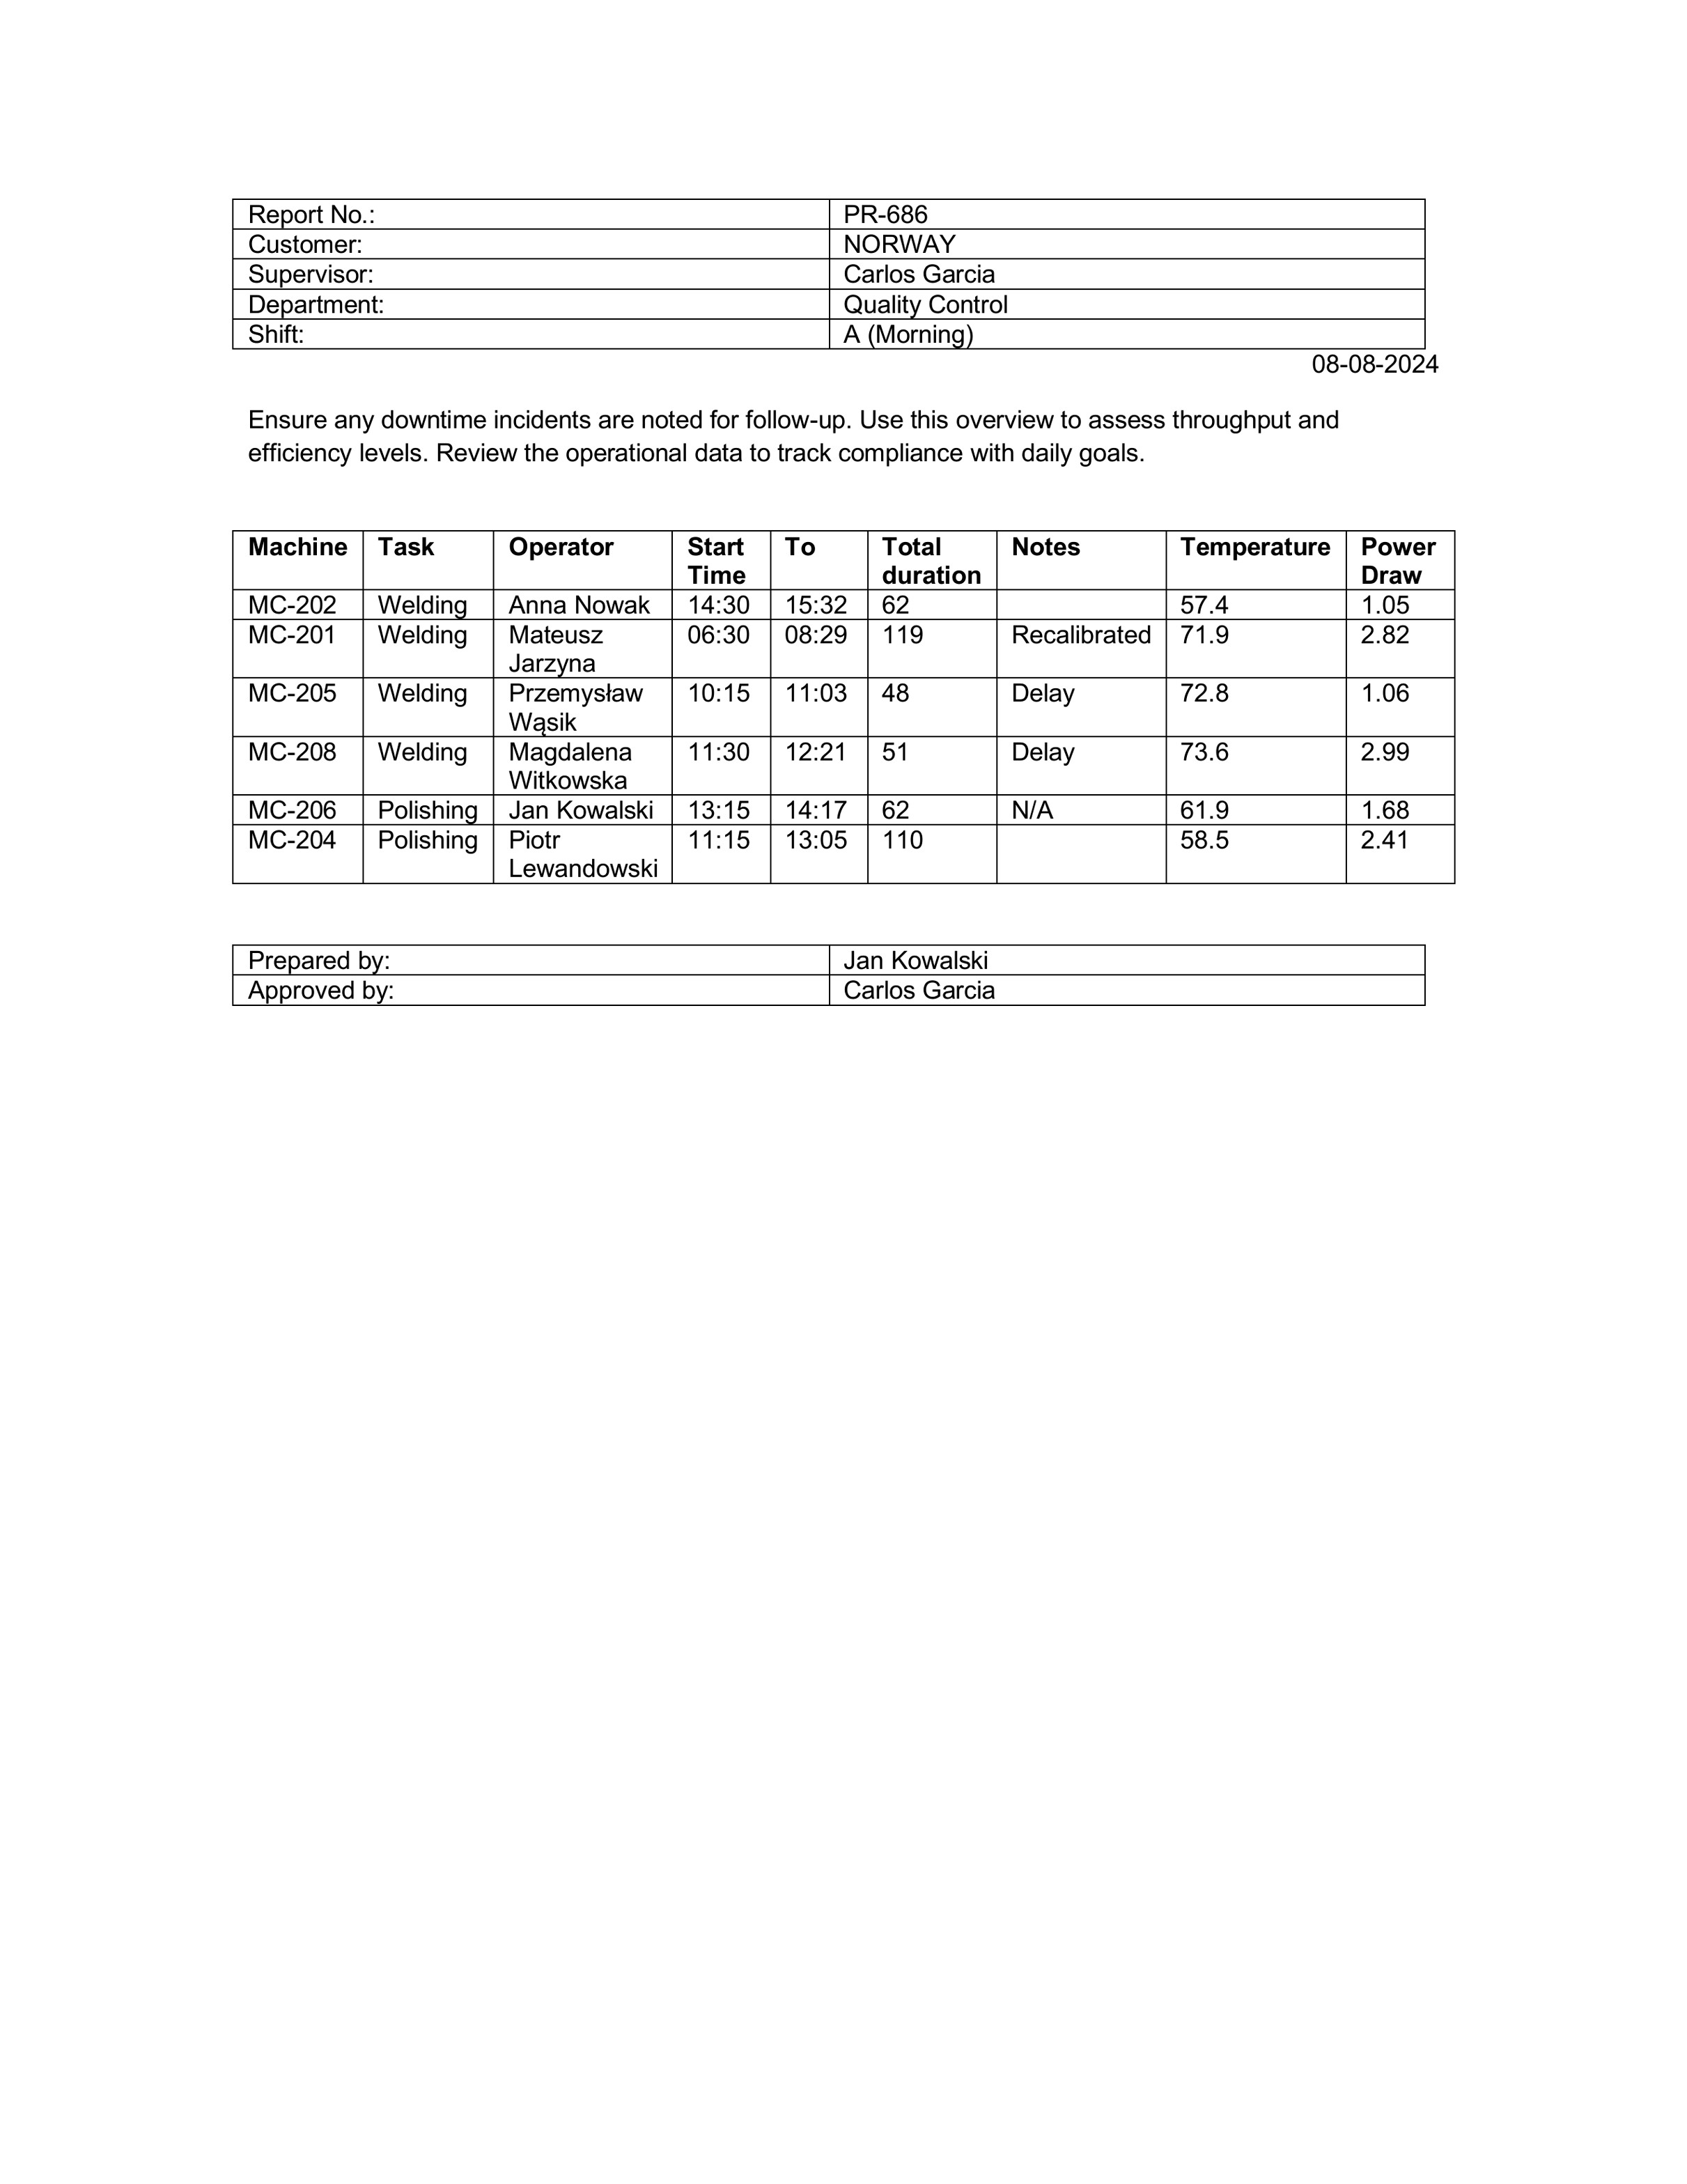 Report No.: PR-686
Customer: NORWAY
Supervisor: Carlos Garcia
Department: Quality Control
Shift: A (Morning)
08-08-2024
Ensure any downtime incidents are noted for follow-up. Use this overview to assess throughput and
efficiency levels. Review the operational data to track compliance with daily goals.
Machine Task Operator Start Time To Total duration Notes Temperature Power Draw
MC-202 Welding Anna Nowak 14:30 15:32 62 57.4 1.05
MC-201 Welding Mateusz Jarzyna 06:30 08:29 119 Recalibrated 71.9 2.82
MC-205 Welding Przemysław Wąsik 10:15 11:03 48 Delay 72.8 1.06
MC-208 Welding Magdalena Witkowska 11:30 12:21 51 Delay 73.6 2.99
MC-206 Polishing Jan Kowalski 13:15 14:17 62 N/A 61.9 1.68
MC-204 Polishing Piotr Lewandowski 11:15 13:05 110 58.5 2.41
Prepared by: Jan Kowalski
Approved by: Carlos Garcia